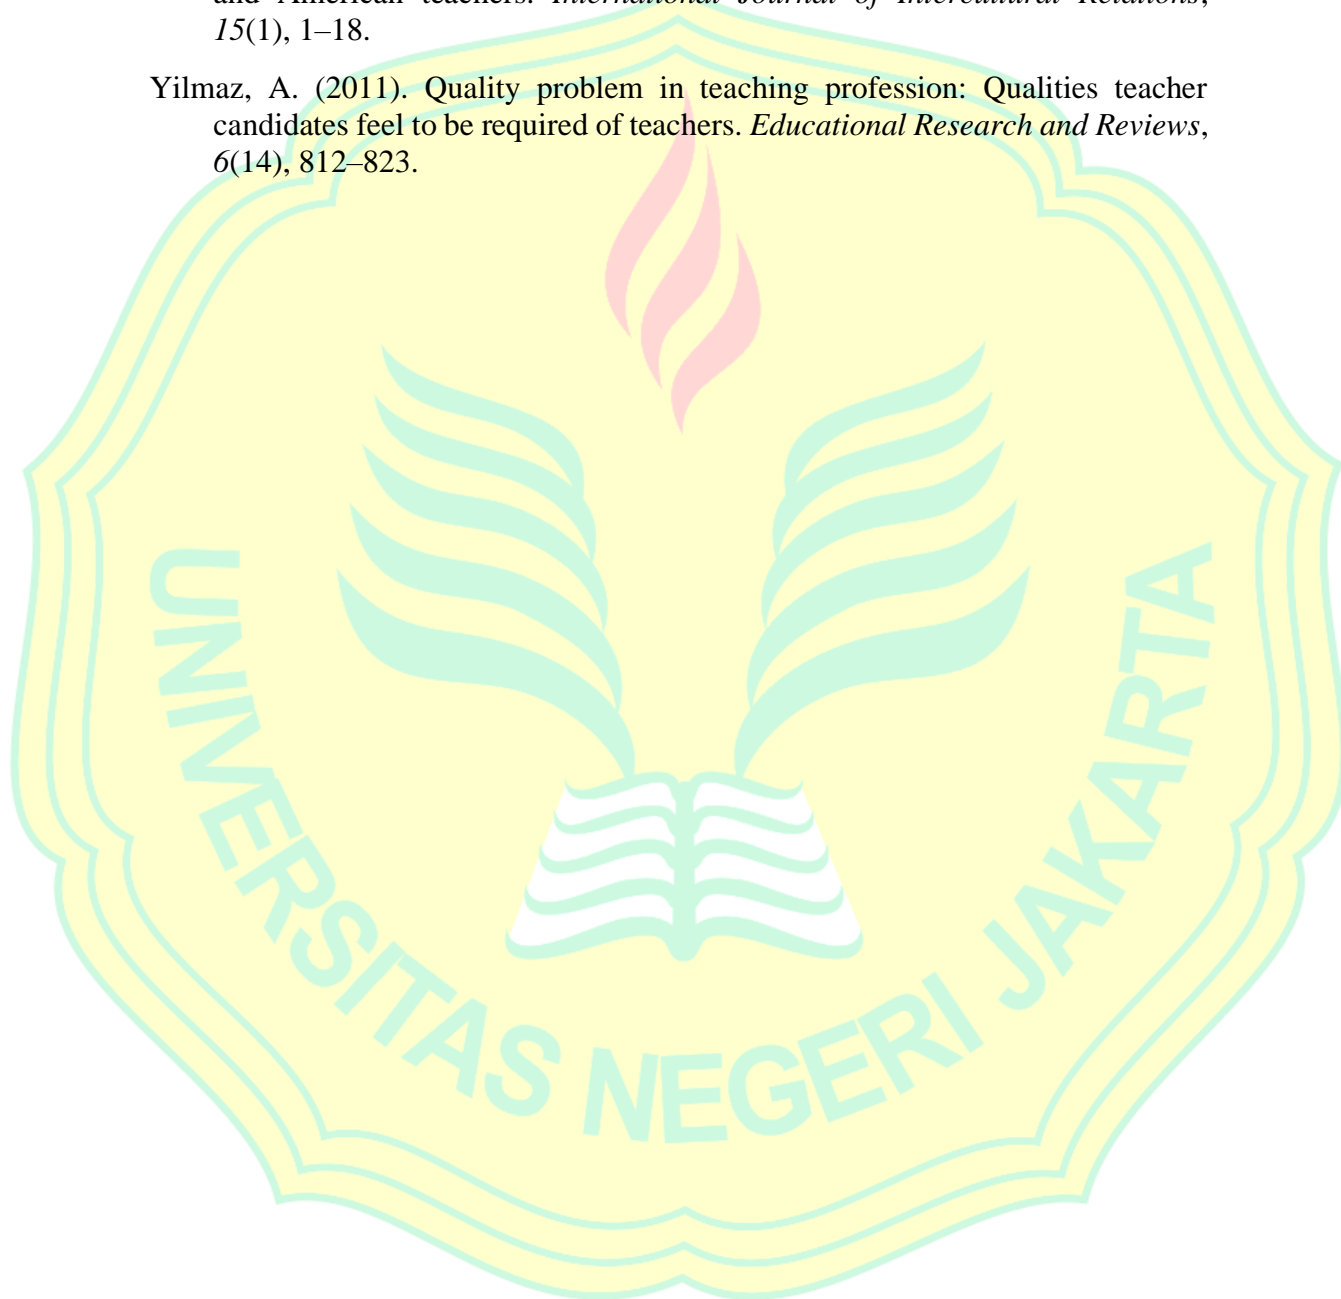 and American teachers. International Journal of Intercultural Relations,
15(1), 1–18.
Yilmaz, A. (2011). Quality problem in teaching profession: Qualities teacher
candidates feel to be required of teachers. Educational Research and Reviews,
6(14), 812–823.
UNIVERSITAS NEGERI JAKARTA